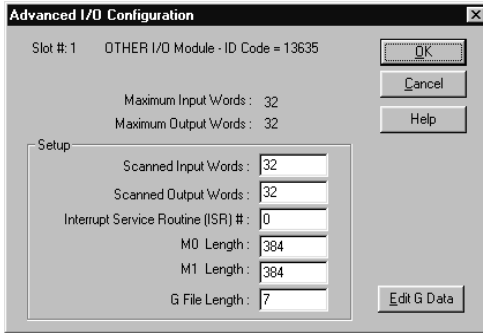 Advanced I/O Configuration
Slot #: 1 OTHER I/O Module - ID Code = 13635
OK
Cancel
Help
Maximum Input Words : 32
Maximum Output Words : 32
Setup
Scanned Input Words : 32
Scanned Output Words : 32
Interrupt Service Routine (ISR) # : 0
M0 Length : 384
M1 Length : 384
G File Length : 7
Edit G Data